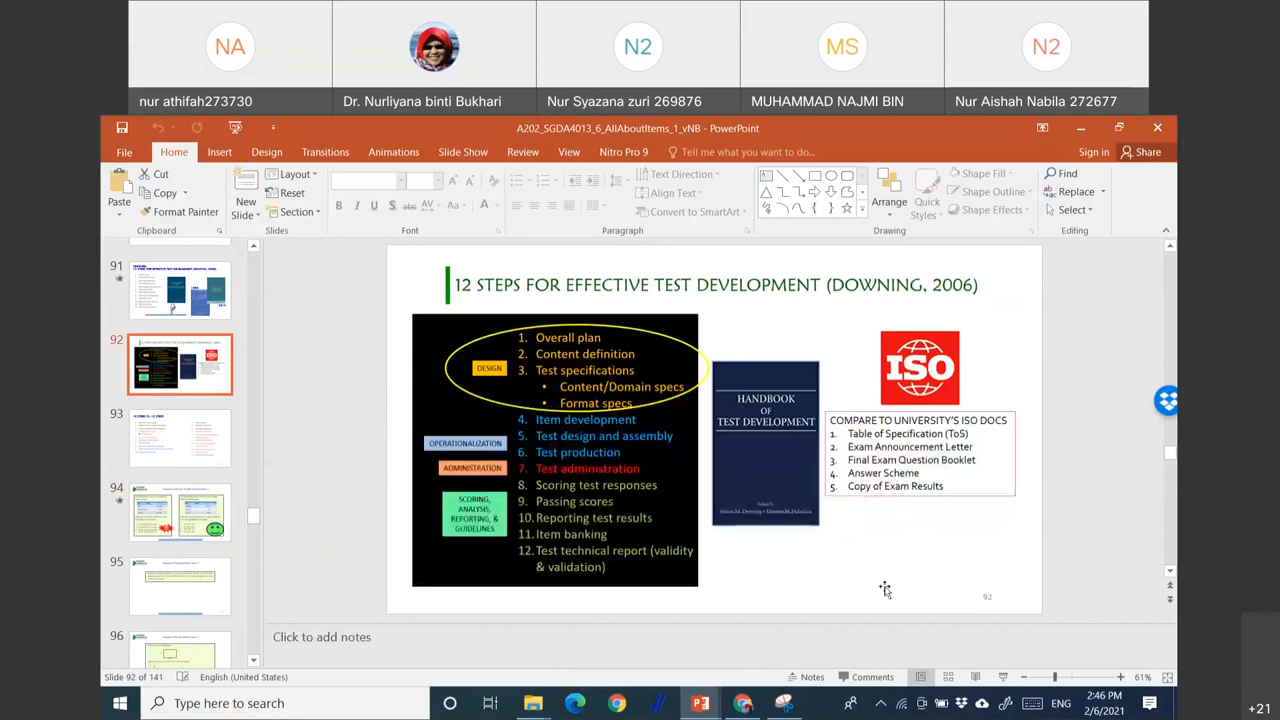 NA
N2
MS
N2
nur athifah273730
Dr. Nurliyana binti Bukhari
Nur Syazana zuri 269876
MUHAMMAD NAJMI BIN
Nur Aishah Nabila 272677
A202_SGDA4013_6_AllAboutItems_1_vNB - PowerPoint
File
Home
Insert
Design
Transitions
Animations
Slide Show
Review
View
Nitro Pro 9
Tell me what you want to do...
Sign in
Share
Paste
Cut
Copy
Format Painter
Clipboard
New Slide
Layout
Reset
Section
Slides
Font
Text Direction
Align Text
Convert to SmartArt
Paragraph
Arrange
Quick Styles
Shape Fill
Shape Outline
Shape Effects
Drawing
Find
Replace
Select
Editing
91
92
93
94
95
96
12 STEPS FOR EFFECTIVE TEST DEVELOPMENT (DOWNING, 2006)
DESIGN
1. Overall plan
2. Content definition
3. Test specifications
• Content/Domain specs
• Format specs
OPERATIONALIZATION
4. Item development
5. Test design and assembly
6. Test production
ADMINISTRATION
7. Test administration
SCORING, ANALYSIS, REPORTING, & GUIDELINES
8. Scoring test responses
9. Passing scores
10. Reporting test results
11. Item banking
12. Test technical report (validity
& validation)
HANDBOOK
OF
TEST DEVELOPMENT
Edited by
ISO
COMPARE TO UNIVERSITY'S ISO DOCS
1. Table of Specification (ToS)
2. Exam Announcement Letter
3. Final Exam Question Booklet
4. Answer Scheme
5. Copy of Exam Results
92
Click to add notes
Slide 92 of 141
English (United States)
Notes
Comments
61%
Type here to search
ENG
2:46 PM
2/6/2021
+21